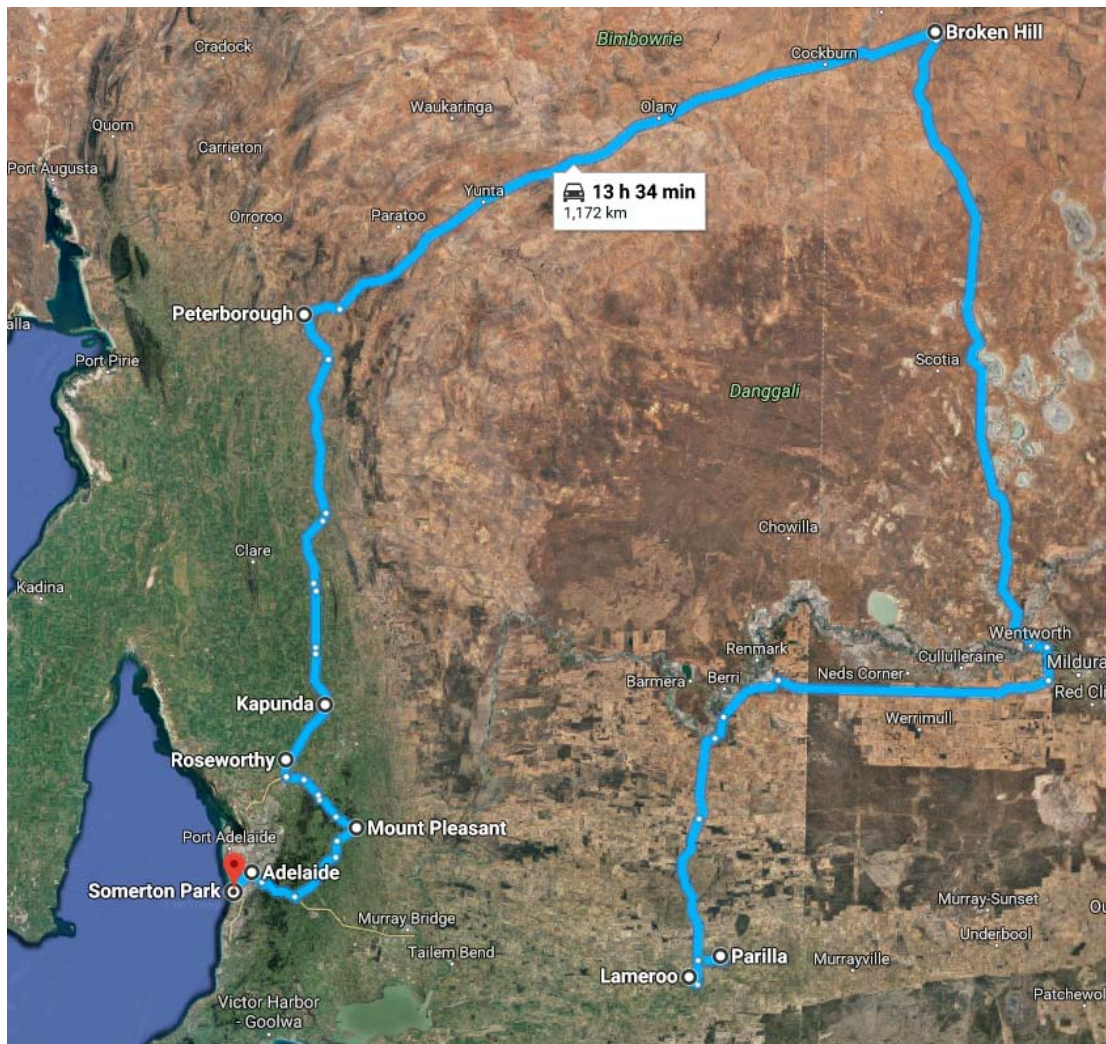 Bimbowrie
Broken Hill
Cradock
Cockburn
Waukaringa
Olary
Quorn
Carrieton
Port Augusta
Yunta
13 h 34 min
1,172 km
Orroroo
Paratoo
Peterborough
alla
Port Pirie
Scotia
Danggali
Chowilla
Clare
Kadina
Wentworth
Renmark
Cullulleraine
Mildura
Barmera
Berri
Neds Corner
Red Cli
Kapunda
Werrimull
Roseworthy
Mount Pleasant
Port Adelaide
Adelaide
Somerton Park
Murray Bridge
Murray-Sunset
Ou
Tailem Bend
Underbool
Parilla
Murrayville
Lameroo
Patchewol
Victor Harbor
- Goolwa